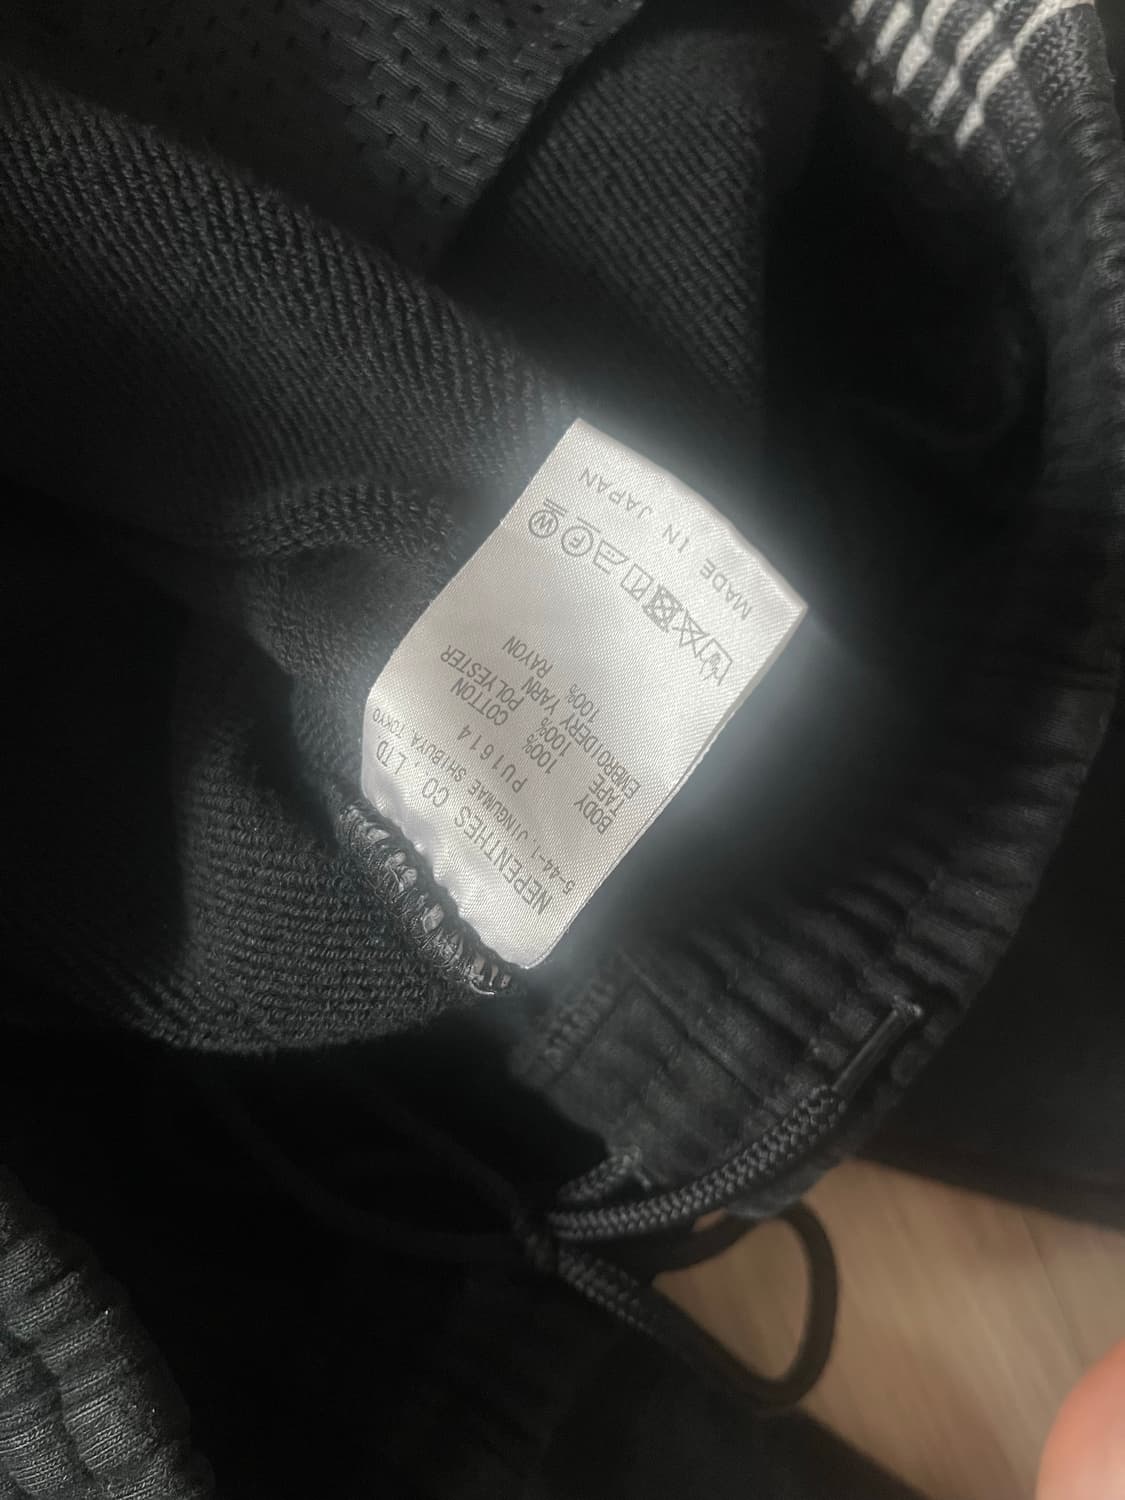 NEPENTHES CO.,LTD
5-44-1, JINGUMAE SHIBUYA TOKYO
PU1614
BODY 100% COTTON
TAPE 100% POLYESTER
EMBROIDERY YARN
100% RAYON
W F
MADE IN JAPAN